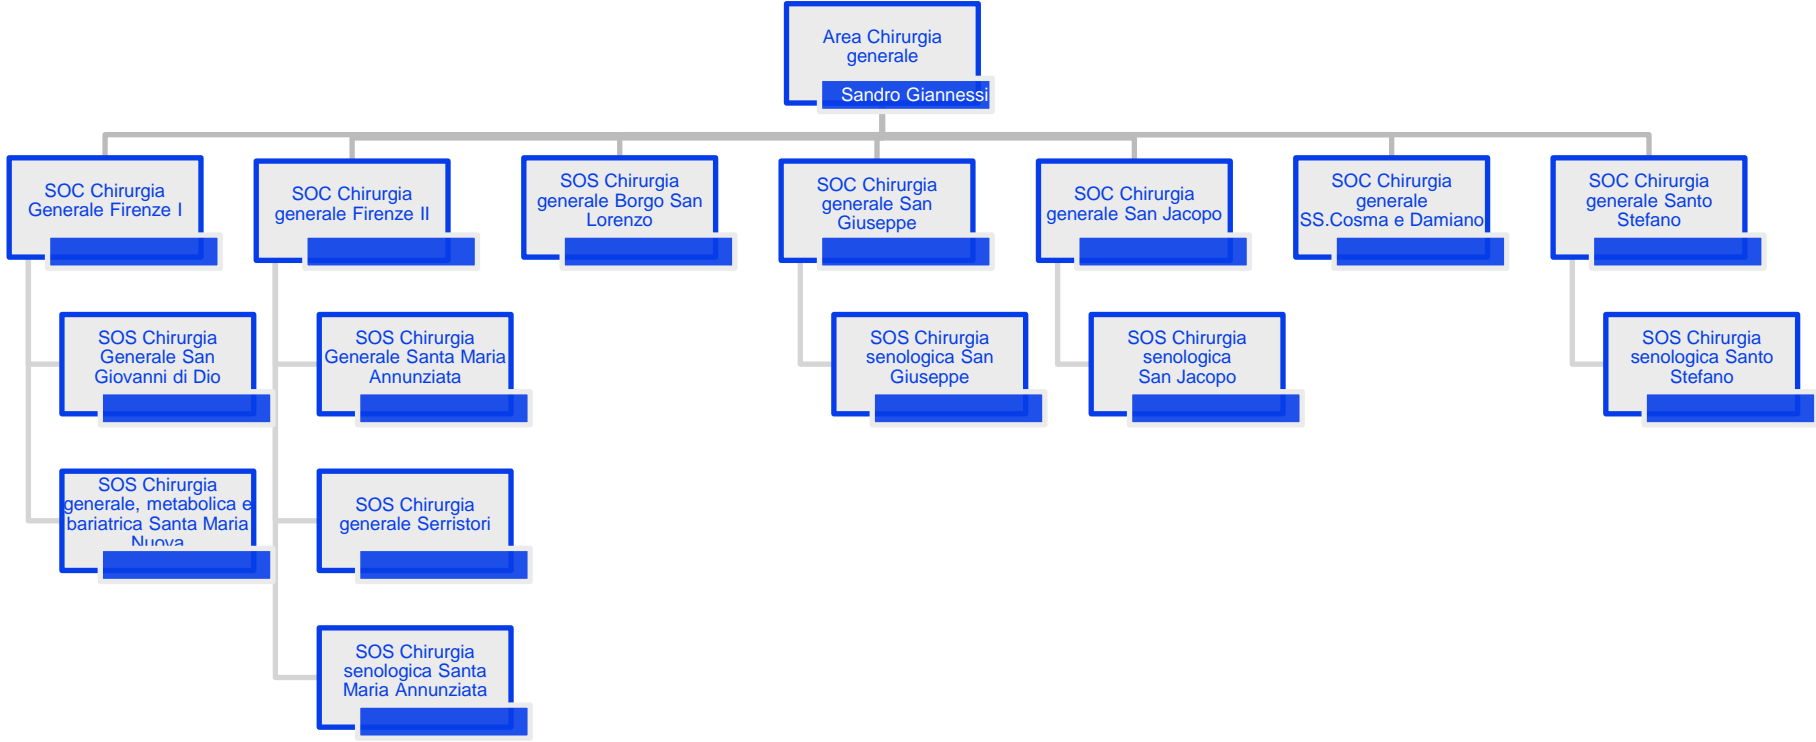 Area Chirurgia
generale
Sandro Giannessi
SOC Chirurgia
Generale Firenze I
SOC Chirurgia
generale Firenze II
SOS Chirurgia
generale Borgo San
Lorenzo
SOC Chirurgia
generale San
Giuseppe
SOC Chirurgia
generale San Jacopo
SOC Chirurgia
generale
SS.Cosma e Damiano
SOC Chirurgia
generale Santo
Stefano
SOS Chirurgia
Generale San
Giovanni di Dio
SOS Chirurgia
Generale Santa Maria
Annunziata
SOS Chirurgia
senologica San
Giuseppe
SOS Chirurgia
senologica
San Jacopo
SOS Chirurgia
senologica Santo
Stefano
SOS Chirurgia
generale, metabolica e
bariatrica Santa Maria
Nuova
SOS Chirurgia
generale Serristori
SOS Chirurgia
senologica Santa
Maria Annunziata